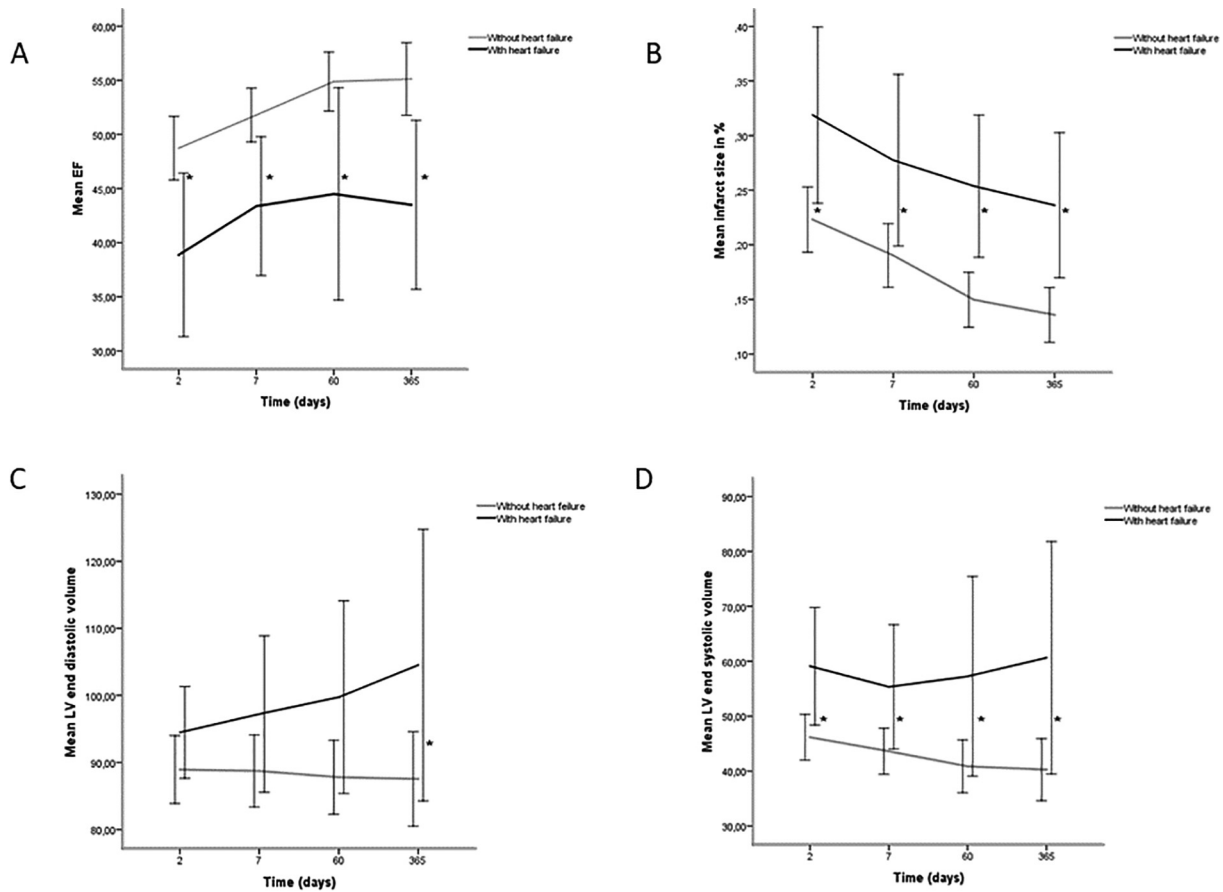 A
60,00
55,00
50,00
45,00
40,00
35,00
30,00
Mean EF
2 7 60 365
Time (days)
Without heart failure
With heart failure
* * * *
B
,40
,35
,30
,25
,20
,15
,10
Mean infarct size in %
2 7 60 365
Time (days)
Without heart failure
With heart failure
* * * *
C
130,00
120,00
110,00
100,00
90,00
80,00
Mean LV end diastolic volume
2 7 60 365
Time (days)
Without heart failure
With heart failure
*
D
90,00
80,00
70,00
60,00
50,00
40,00
30,00
Mean LV end systolic volume
2 7 60 365
Time (days)
Without heart failure
With heart failure
* * * *